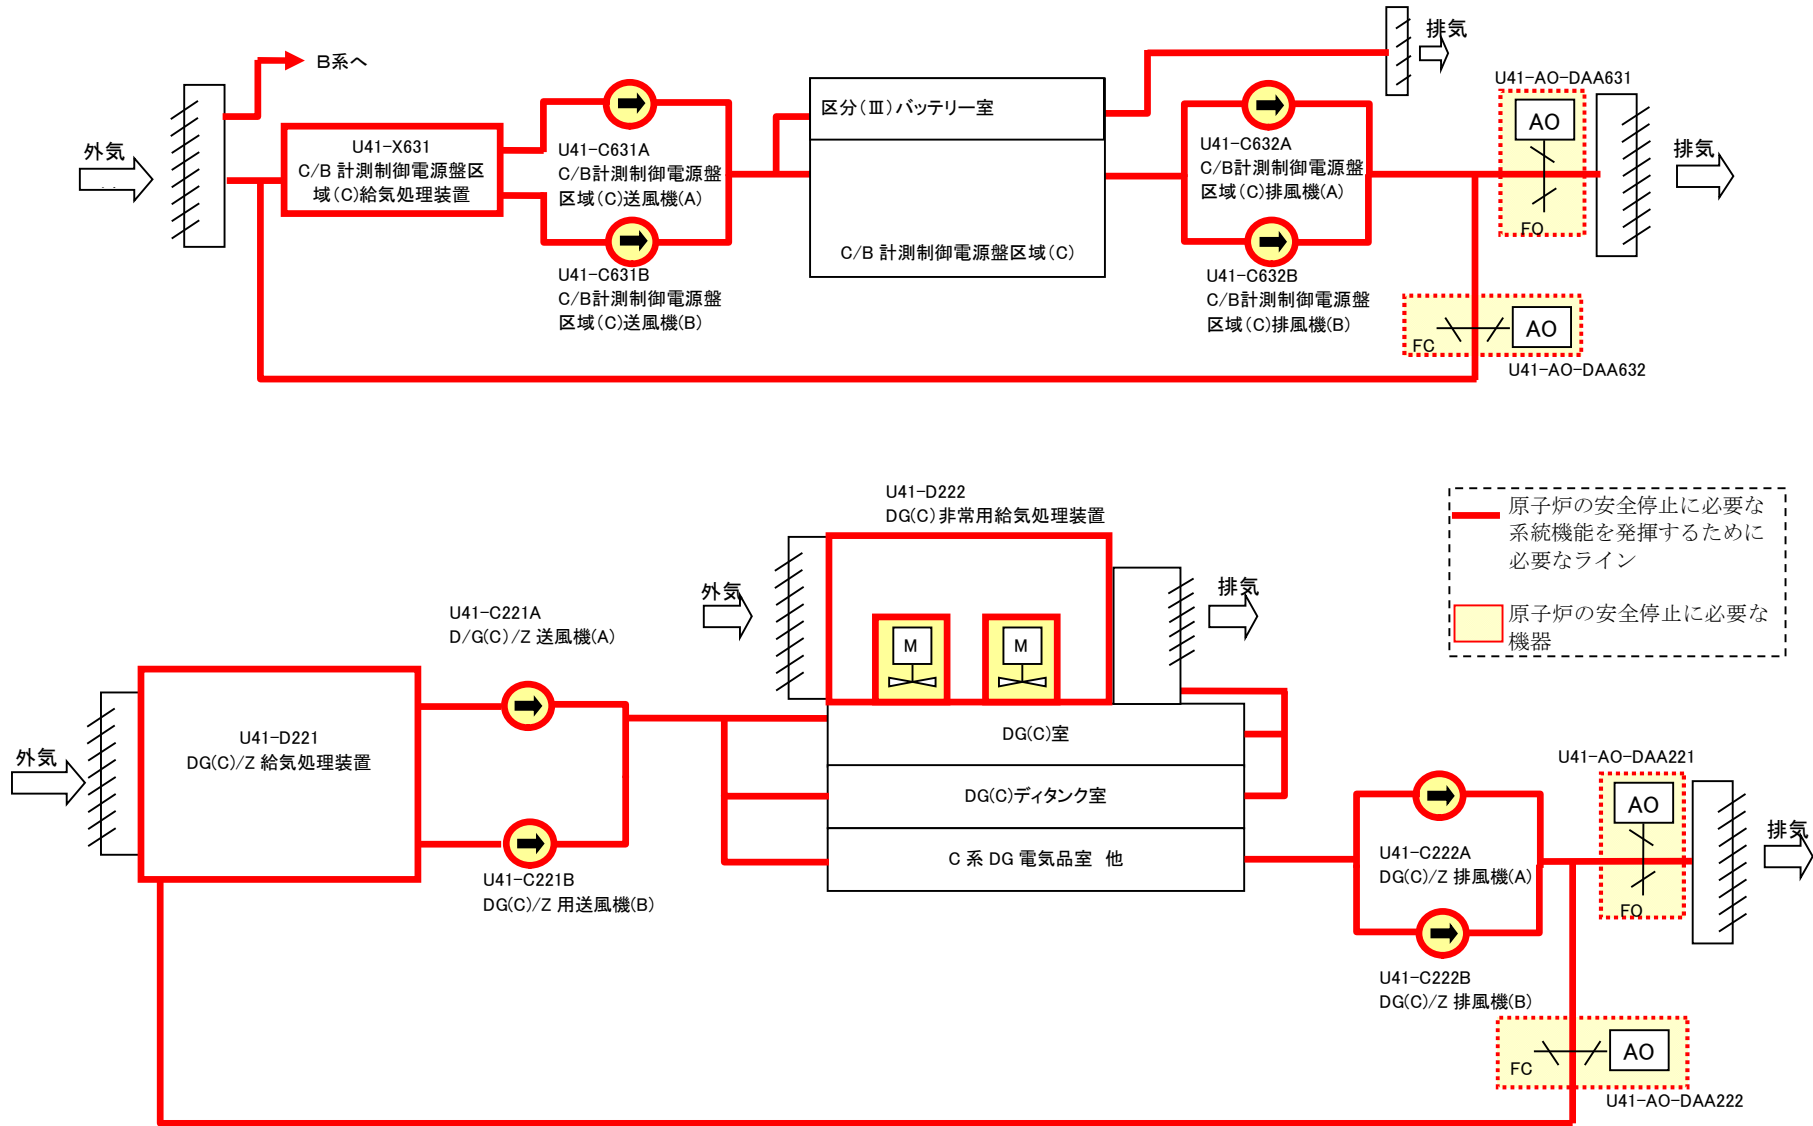 排気
B系へ
U41-AO-DAA631
区分(Ⅲ)バッテリー室
AO
外気
U41-X631
C/B 計測制御電源盤区
域(C)給気処理装置
U41-C631A
C/B計測制御電源盤
区域(C)送風機(A)
U41-C632A
C/B計測制御電源盤
区域(C)排風機(A)
排気
FO
C/B 計測制御電源盤区域(C)
U41-C631B
C/B計測制御電源盤
区域(C)送風機(B)
U41-C632B
C/B計測制御電源盤
区域(C)排風機(B)
FC
AO
U41-AO-DAA632
U41-D222
DG(C)非常用給気処理装置
原子炉の安全停止に必要な
系統機能を発揮するために
必要なライン
原子炉の安全停止に必要な
機器
外気
排気
M
M
U41-C221A
D/G(C)/Z 送風機(A)
U41-D221
DG(C)/Z 給気処理装置
外気
DG(C)室
DG(C)ディタンク室
C 系 DG 電気品室 他
U41-C221B
DG(C)/Z 用送風機(B)
U41-AO-DAA221
AO
FO
排気
U41-C222A
DG(C)/Z 排風機(A)
U41-C222B
DG(C)/Z 排風機(B)
FC
AO
U41-AO-DAA222